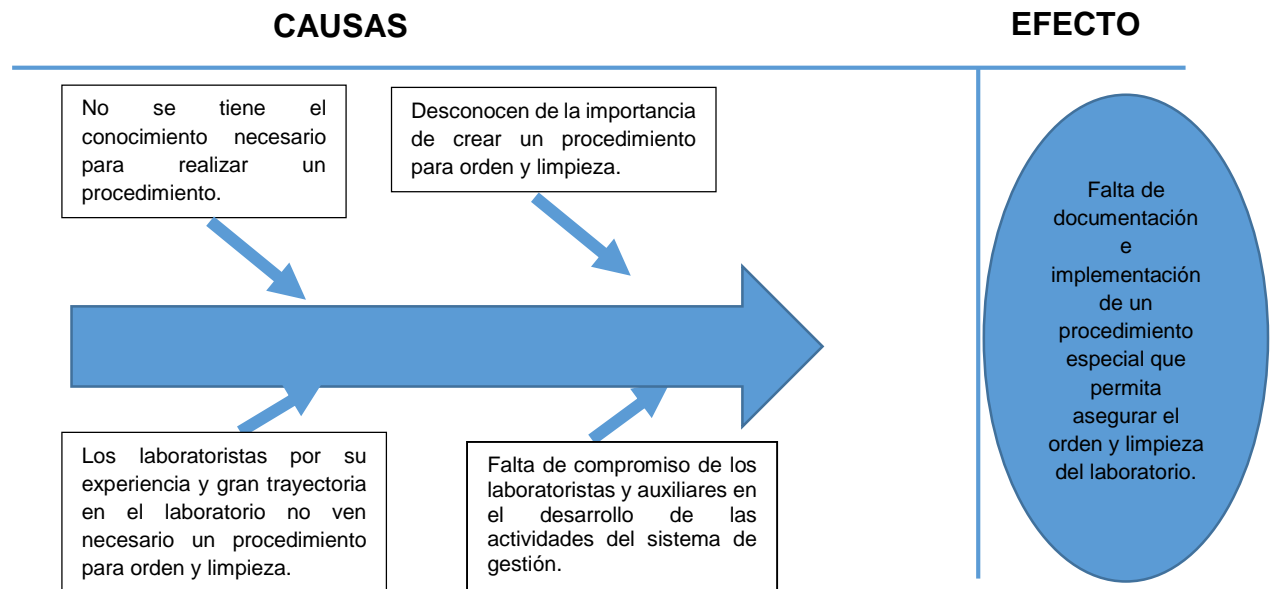 CAUSAS
EFECTO
No se tiene el
conocimiento necesario
para realizar un
procedimiento.
Desconocen de la importancia
de crear un procedimiento
para orden y limpieza.
Los laboratoristas por su
experiencia y gran trayectoria
en el laboratorio no ven
necesario un procedimiento
para orden y limpieza.
Falta de compromiso de los
laboratoristas y auxiliares en
el desarrollo de las
actividades del sistema de
gestión.
Falta de
documentación
e
implementación
de un
procedimiento
especial que
permita
asegurar el
orden y limpieza
del laboratorio.